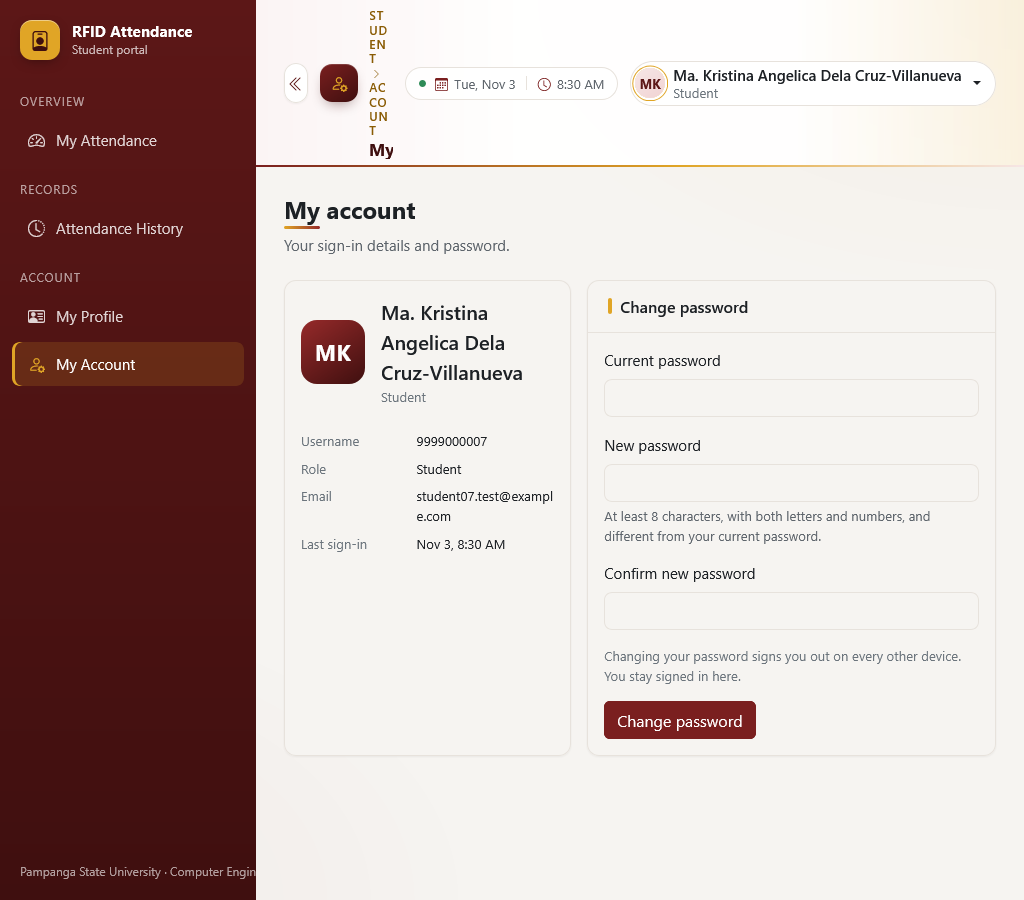 RFID Attendance
Student portal
OVERVIEW
My Attendance
RECORDS
Attendance History
ACCOUNT
My Profile
My Account
Pampanga State University · Computer Engin
ST
UD
EN
T
›
AC
CO
UN
T
My
Tue, Nov 3
8:30 AM
MK
Ma. Kristina Angelica Dela Cruz-Villanueva
Student
My account
Your sign-in details and password.
MK
Ma. Kristina
Angelica Dela
Cruz-Villanueva
Student
Username 9999000007
Role Student
Email student07.test@exampl
e.com
Last sign-in Nov 3, 8:30 AM
Change password
Current password
New password
At least 8 characters, with both letters and numbers, and
different from your current password.
Confirm new password
Changing your password signs you out on every other device.
You stay signed in here.
Change password